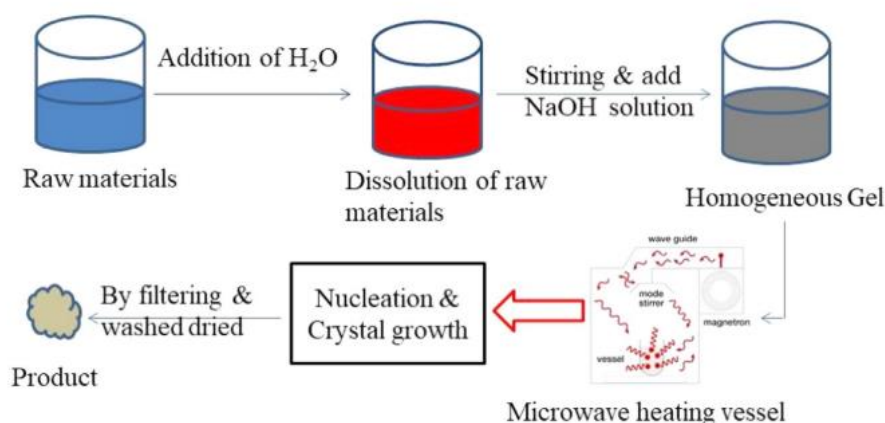 Addition of H₂O
Stirring & add
NaOH solution
Raw materials
Dissolution of raw
materials
Homogeneous Gel
wave guide
mode
stirrer
magnetron
vessel
Nucleation &
Crystal growth
By filtering &
washed dried
Product
Microwave heating vessel